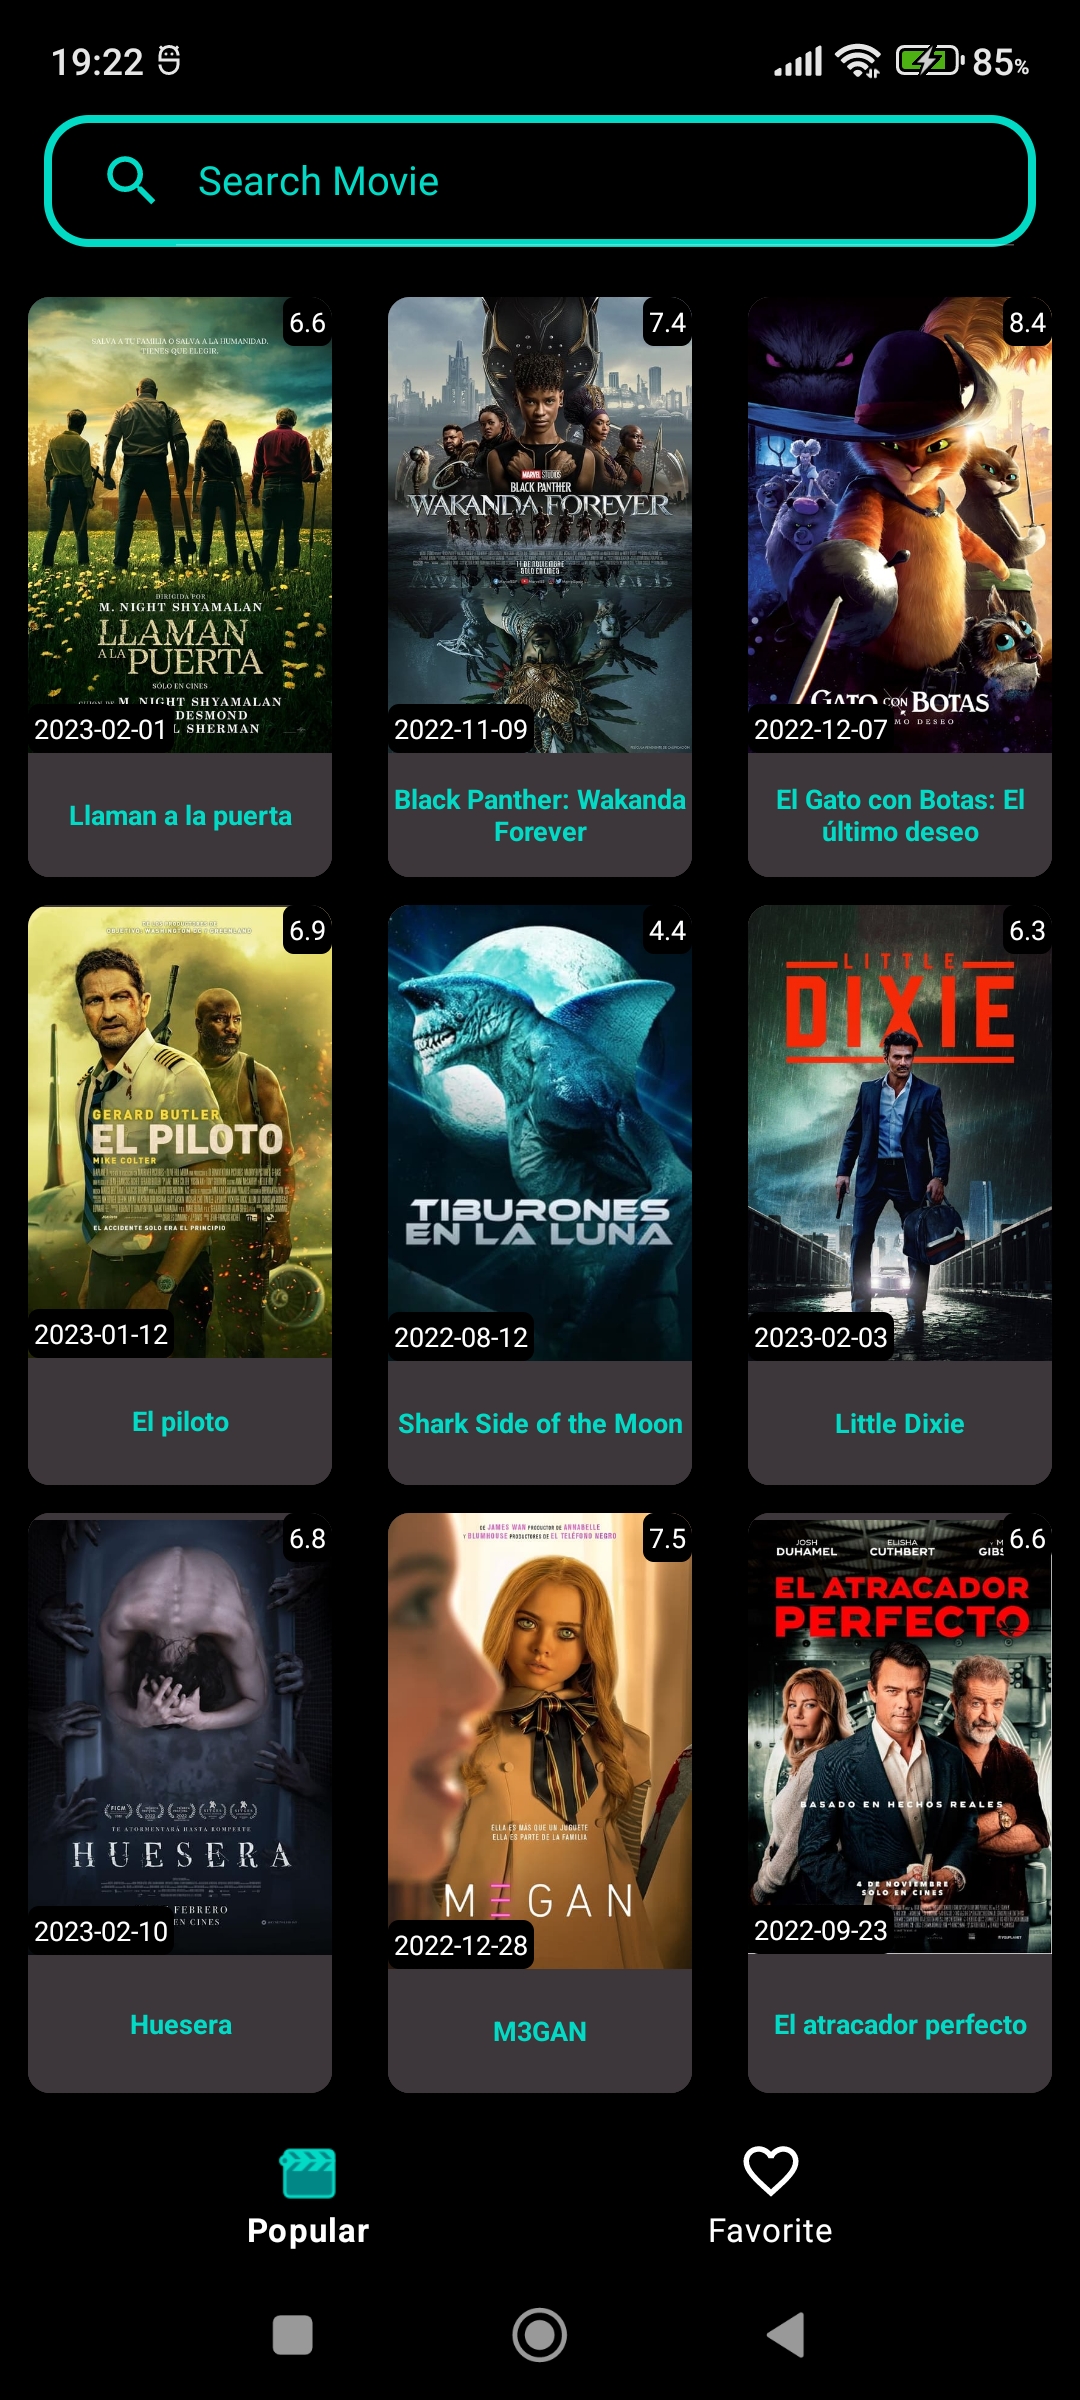 19:22
85%
Search Movie
SALVA A TU FAMILIA O SALVA A LA HUMANIDAD.
TIENES QUE ELEGIR.
6.6
DIRIGIDA POR
M. NIGHT SHYAMALAN
LLAMAN
A LA PUERTA
SÓLO EN CINES
M. NIGHT SHYAMALAN
DESMOND
L SHERMAN
2023-02-01
Llaman a la puerta
7.4
MARVEL STUDIOS
BLACK PANTHER
WAKANDA FOREVER
11 DE NOVIEMBRE
SOLO EN CINES
2022-11-09
Black Panther: Wakanda
Forever
8.4
GATO CON BOTAS
MO DESEO
2022-12-07
El Gato con Botas: El
último deseo
6.9
GERARD BUTLER
EL PILOTO
MIKE COLTER
EL ACCIDENTE SOLO ERA EL PRINCIPIO
2023-01-12
El piloto
4.4
TIBURONES
EN LA LUNA
2022-08-12
Shark Side of the Moon
6.3
LITTLE
DIXIE
2023-02-03
Little Dixie
6.8
FICM
TE ATORMENTARÁ HASTA ROMPERTE
HUESERA
FEBRERO
EN CINES
2023-02-10
Huesera
DE JAMES WAN PRODUCTOR DE ANNABELLE
Y BLUMHOUSE PRODUCTORES DE EL TELÉFONO NEGRO
7.5
ELLA ES MÁS QUE UN JUGUETE
ELLA ES PARTE DE LA FAMILIA
M3GAN
2022-12-28
M3GAN
6.6
JOSH
DUHAMEL
ELISHA
CUTHBERT
M
GIBS
EL ATRACADOR
PERFECTO
BASADO EN HECHOS REALES
4 DE NOVIEMBRE
SOLO EN CINES
2022-09-23
El atracador perfecto
Popular
Favorite